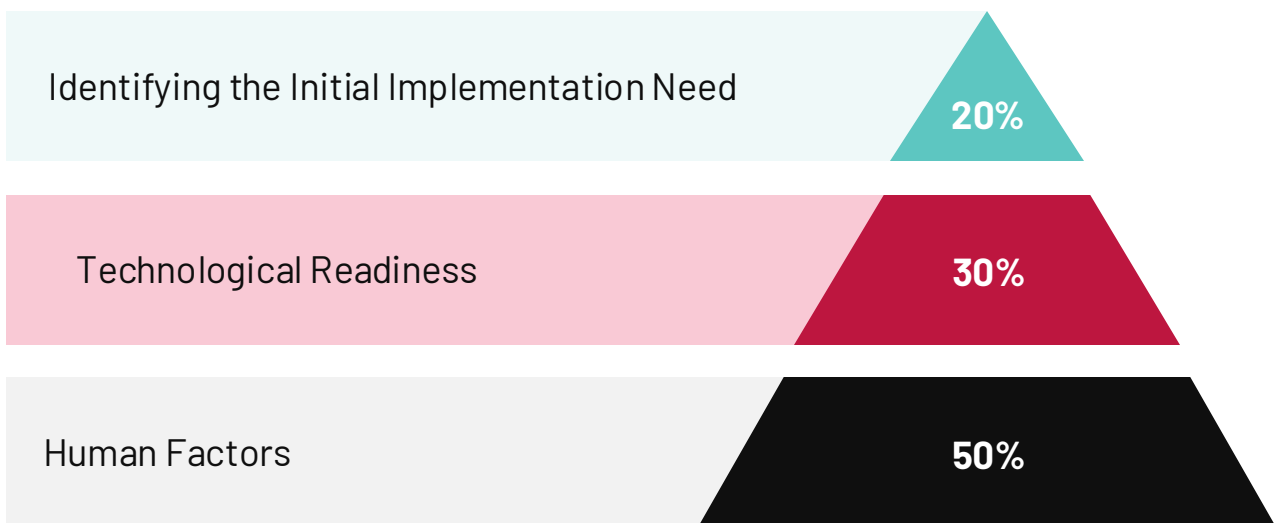 Identifying the Initial Implementation Need
20%
Technological Readiness
30%
Human Factors
50%